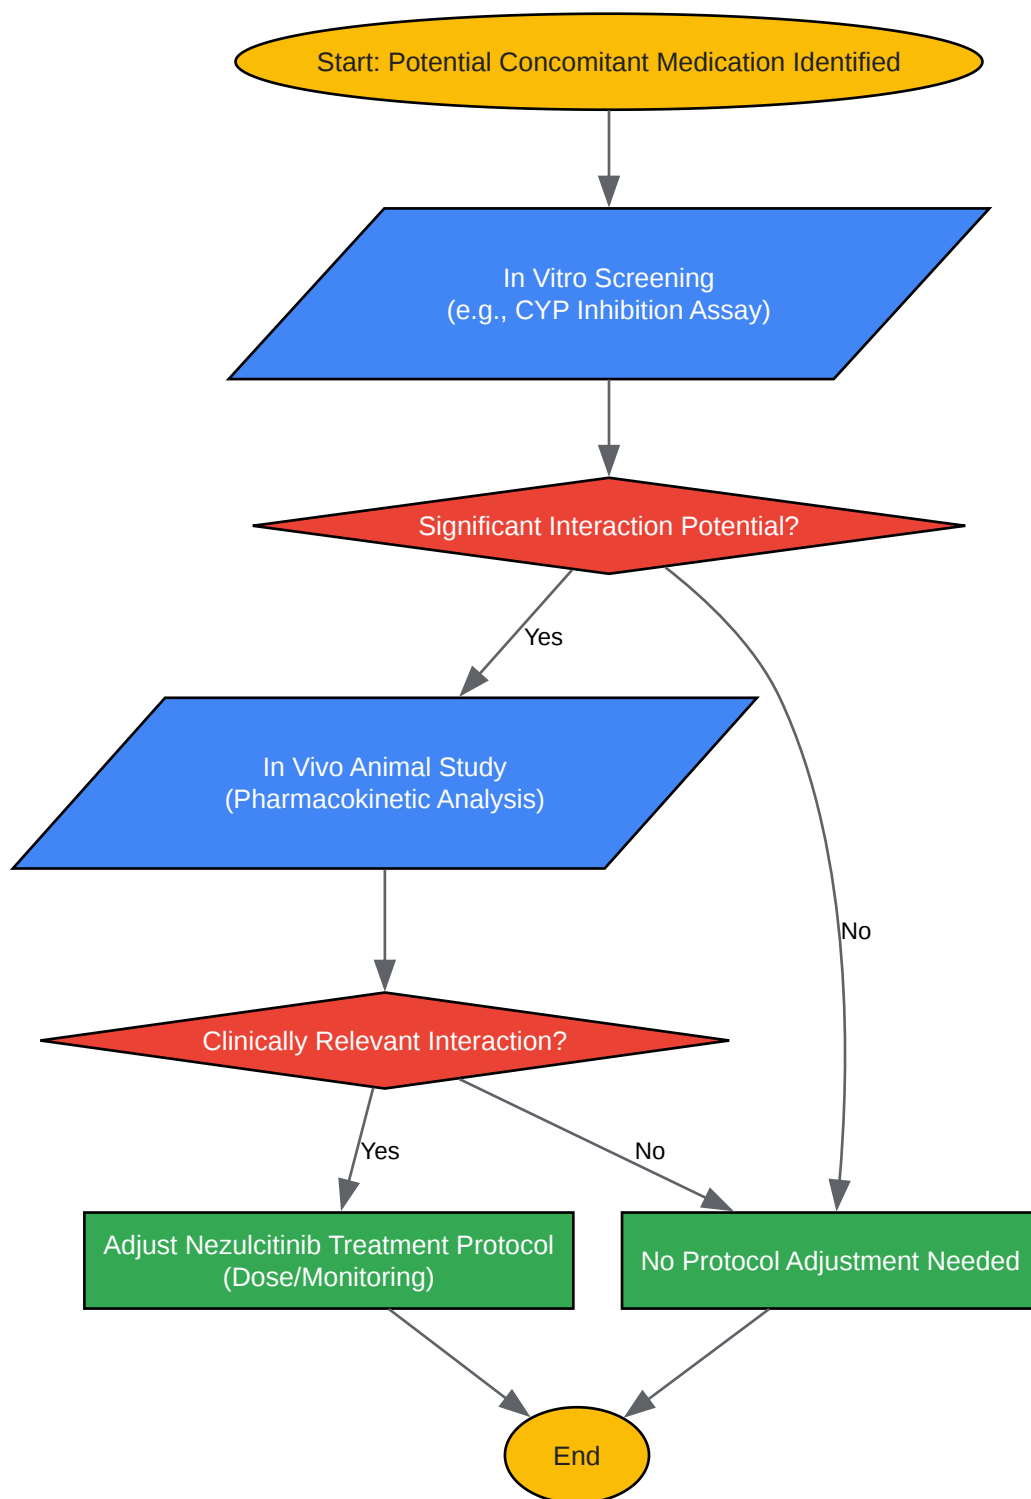 Start: Potential Concomitant Medication Identified
In Vitro Screening
(e.g., CYP Inhibition Assay)
Significant Interaction Potential?
Yes
In Vivo Animal Study
(Pharmacokinetic Analysis)
No
Clinically Relevant Interaction?
Yes
No
Adjust Nezulcitinib Treatment Protocol
(Dose/Monitoring)
No Protocol Adjustment Needed
End